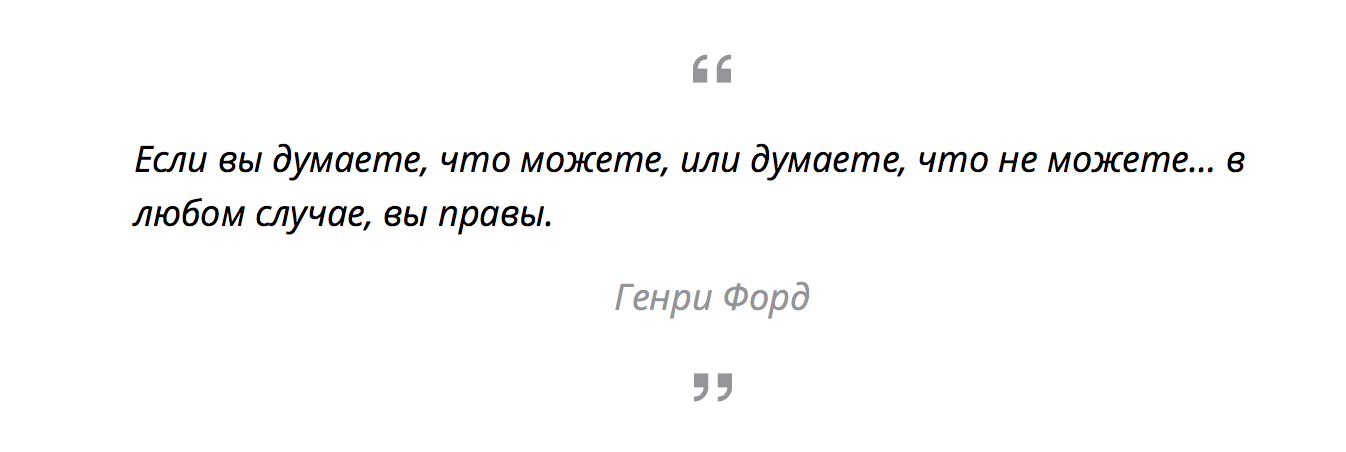 “
Если вы думаете, что можете, или думаете, что не можете... в
любом случае, вы правы.
Генри Форд
”